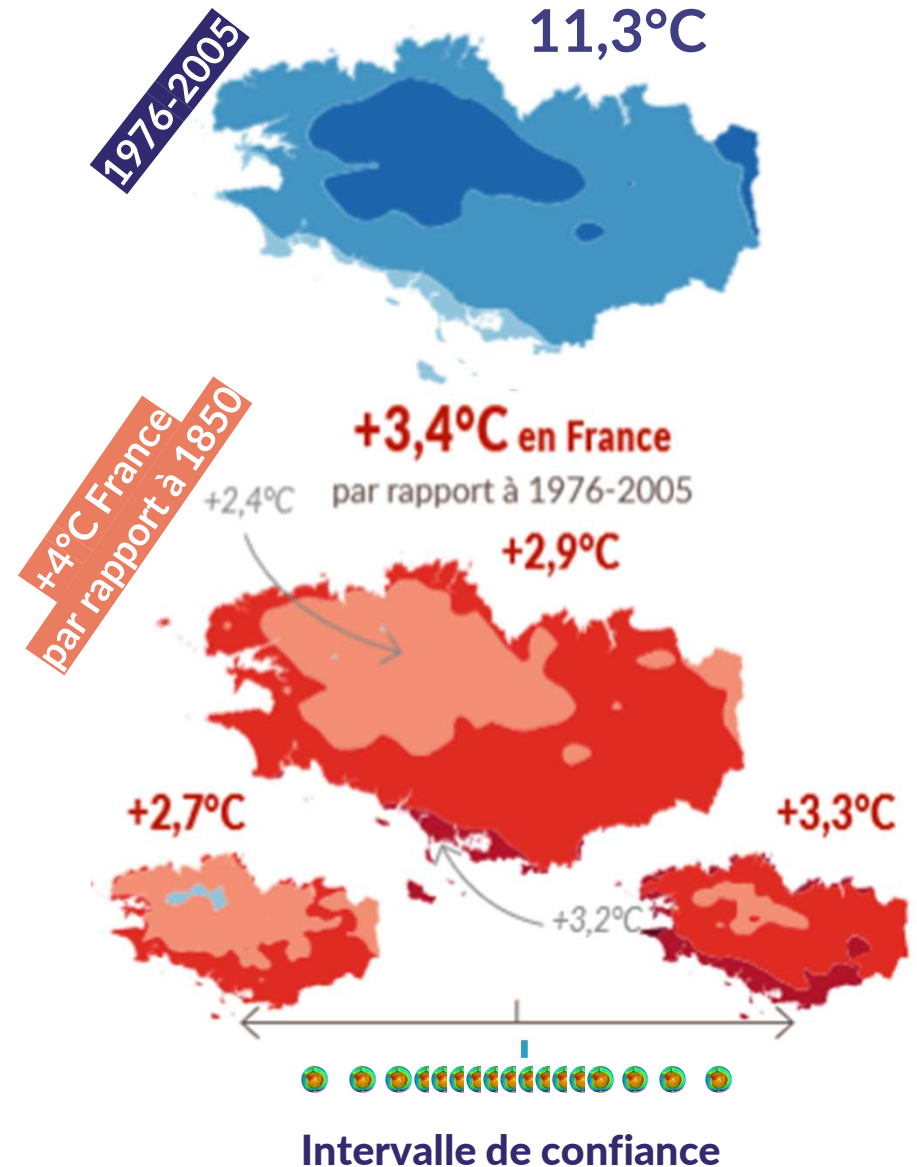 1976-2005
11,3°C
+4°C France
par rapport à 1850
+3,4°C en France
par rapport à 1976-2005
+2,4°C
+2,9°C
+2,7°C
+3,3°C
+3,2°C
Intervalle de confiance